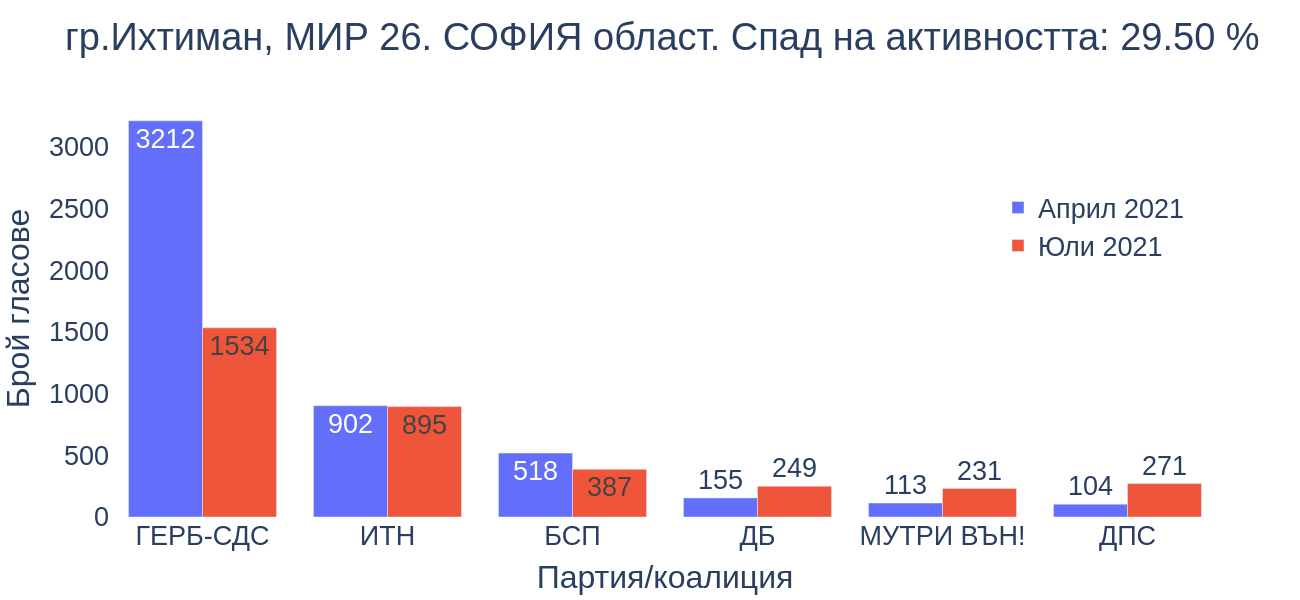 гр.Ихтиман, МИР 26. СОФИЯ област. Спад на активността: 29.50 %
Брой гласове
3000
2500
2000
1500
1000
500
0
3212
1534
902
895
518
387
155
249
113
231
104
271
Април 2021
Юли 2021
ГЕРБ-СДС
ИТН
БСП
ДБ
МУТРИ ВЪН!
ДПС
Партия/коалиция